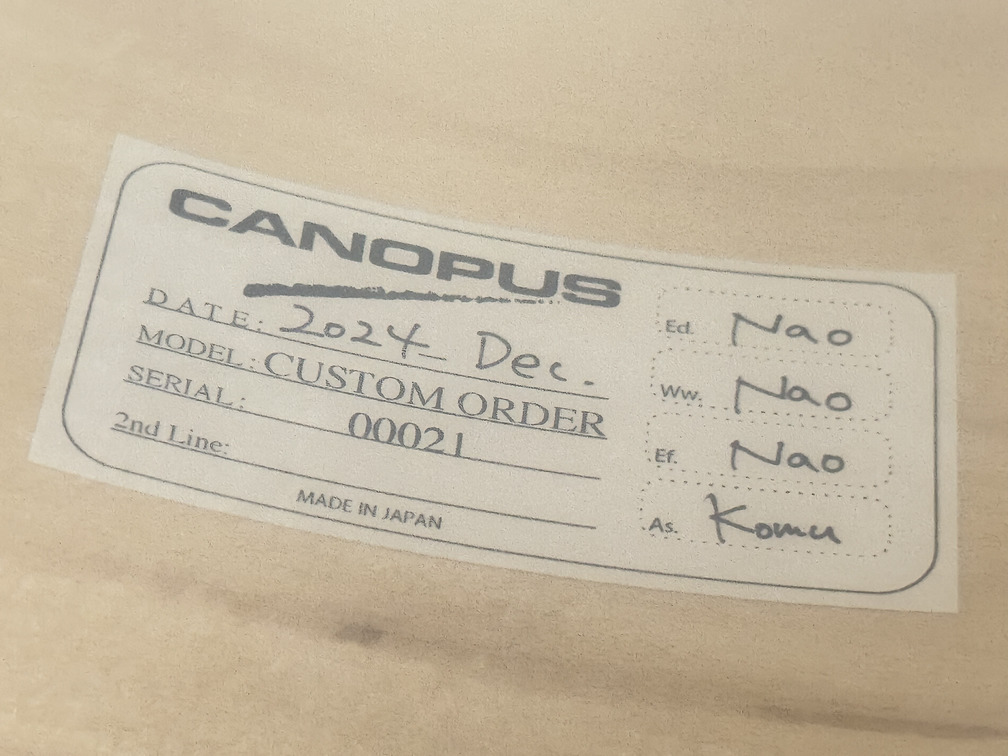 CANOPUS
DATE: 2024 Dec.
MODEL: CUSTOM ORDER
SERIAL: 00021
2nd Line:
MADE IN JAPAN
Ed. Nao
Ww. Nao
Ef. Nao
As. Komu